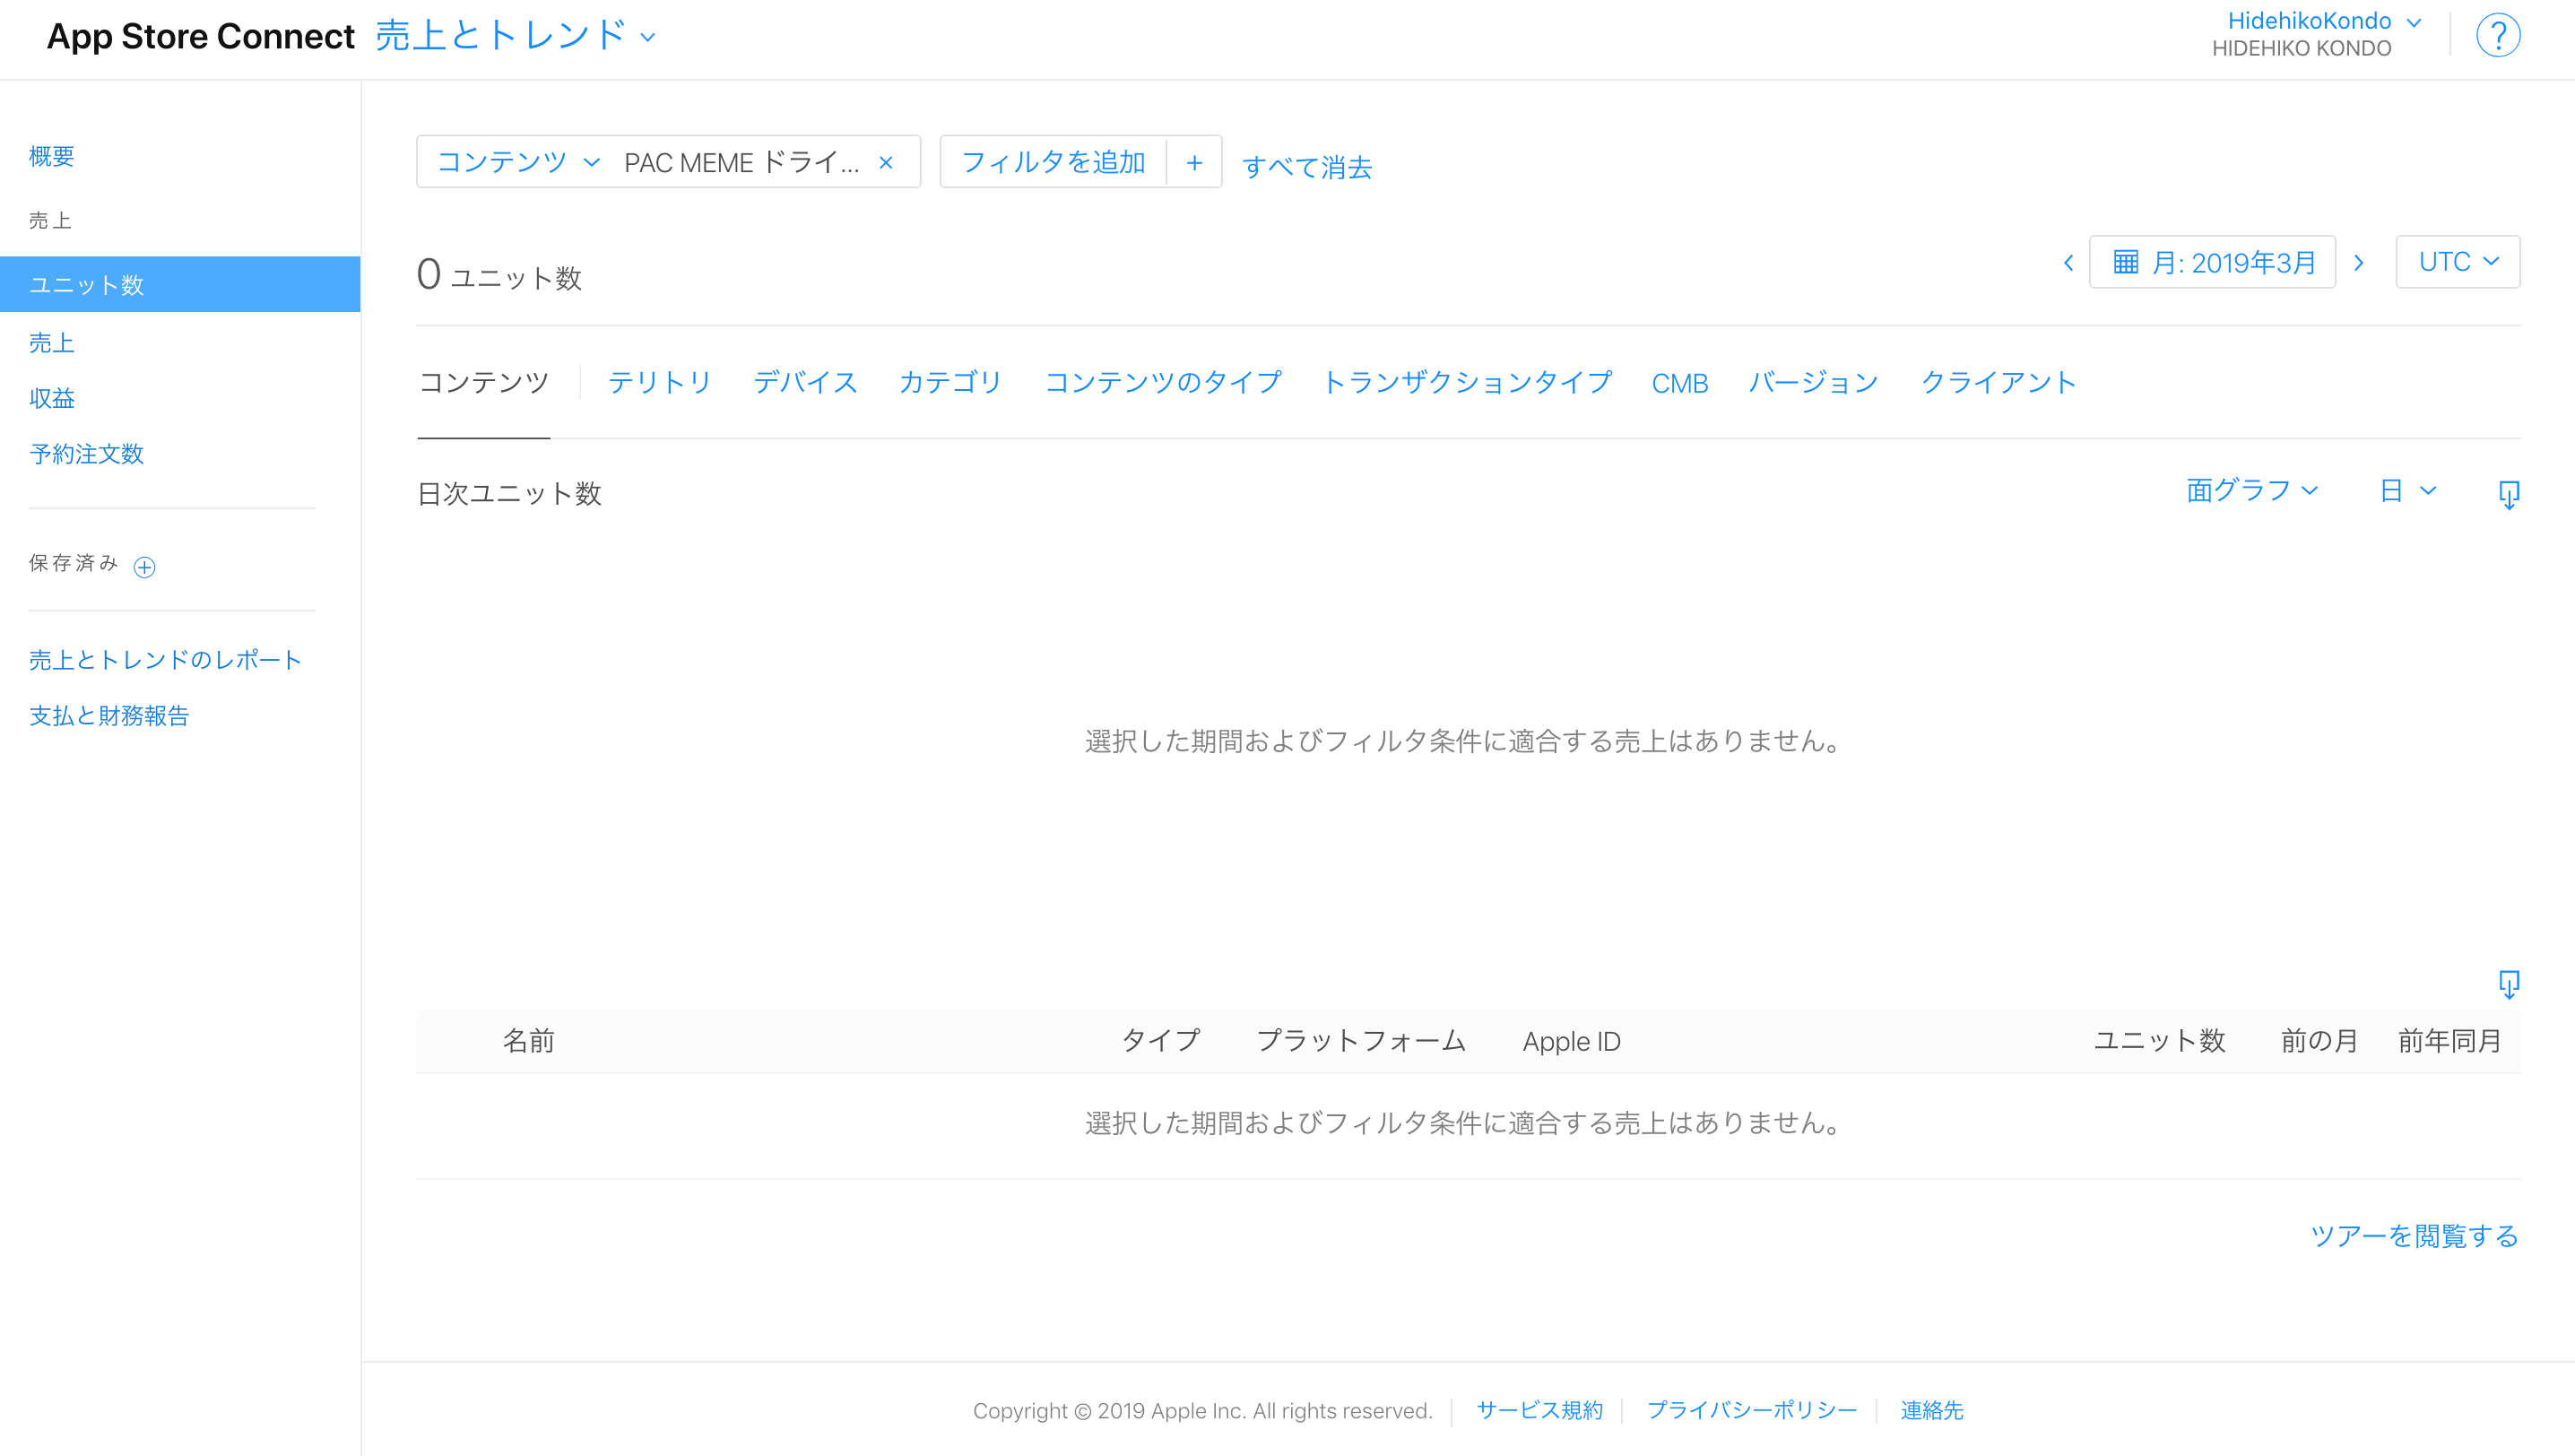 App Store Connect 売上とトレンド
HidehikoKondo
HIDEHIKO KONDO
?
概要
売上
ユニット数
売上
収益
予約注文数
保存済み
売上とトレンドのレポート
支払と財務報告
コンテンツ PAC MEME ドライ... × フィルタを追加 + すべて消去
0 ユニット数
月: 2019年3月 UTC
コンテンツ テリトリ デバイス カテゴリ コンテンツのタイプ トランザクションタイプ CMB バージョン クライアント
日次ユニット数 面グラフ 日
選択した期間およびフィルタ条件に適合する売上はありません。
名前 タイプ プラットフォーム Apple ID ユニット数 前の月 前年同月
選択した期間およびフィルタ条件に適合する売上はありません。
ツアーを閲覧する
Copyright © 2019 Apple Inc. All rights reserved. サービス規約 プライバシーポリシー 連絡先